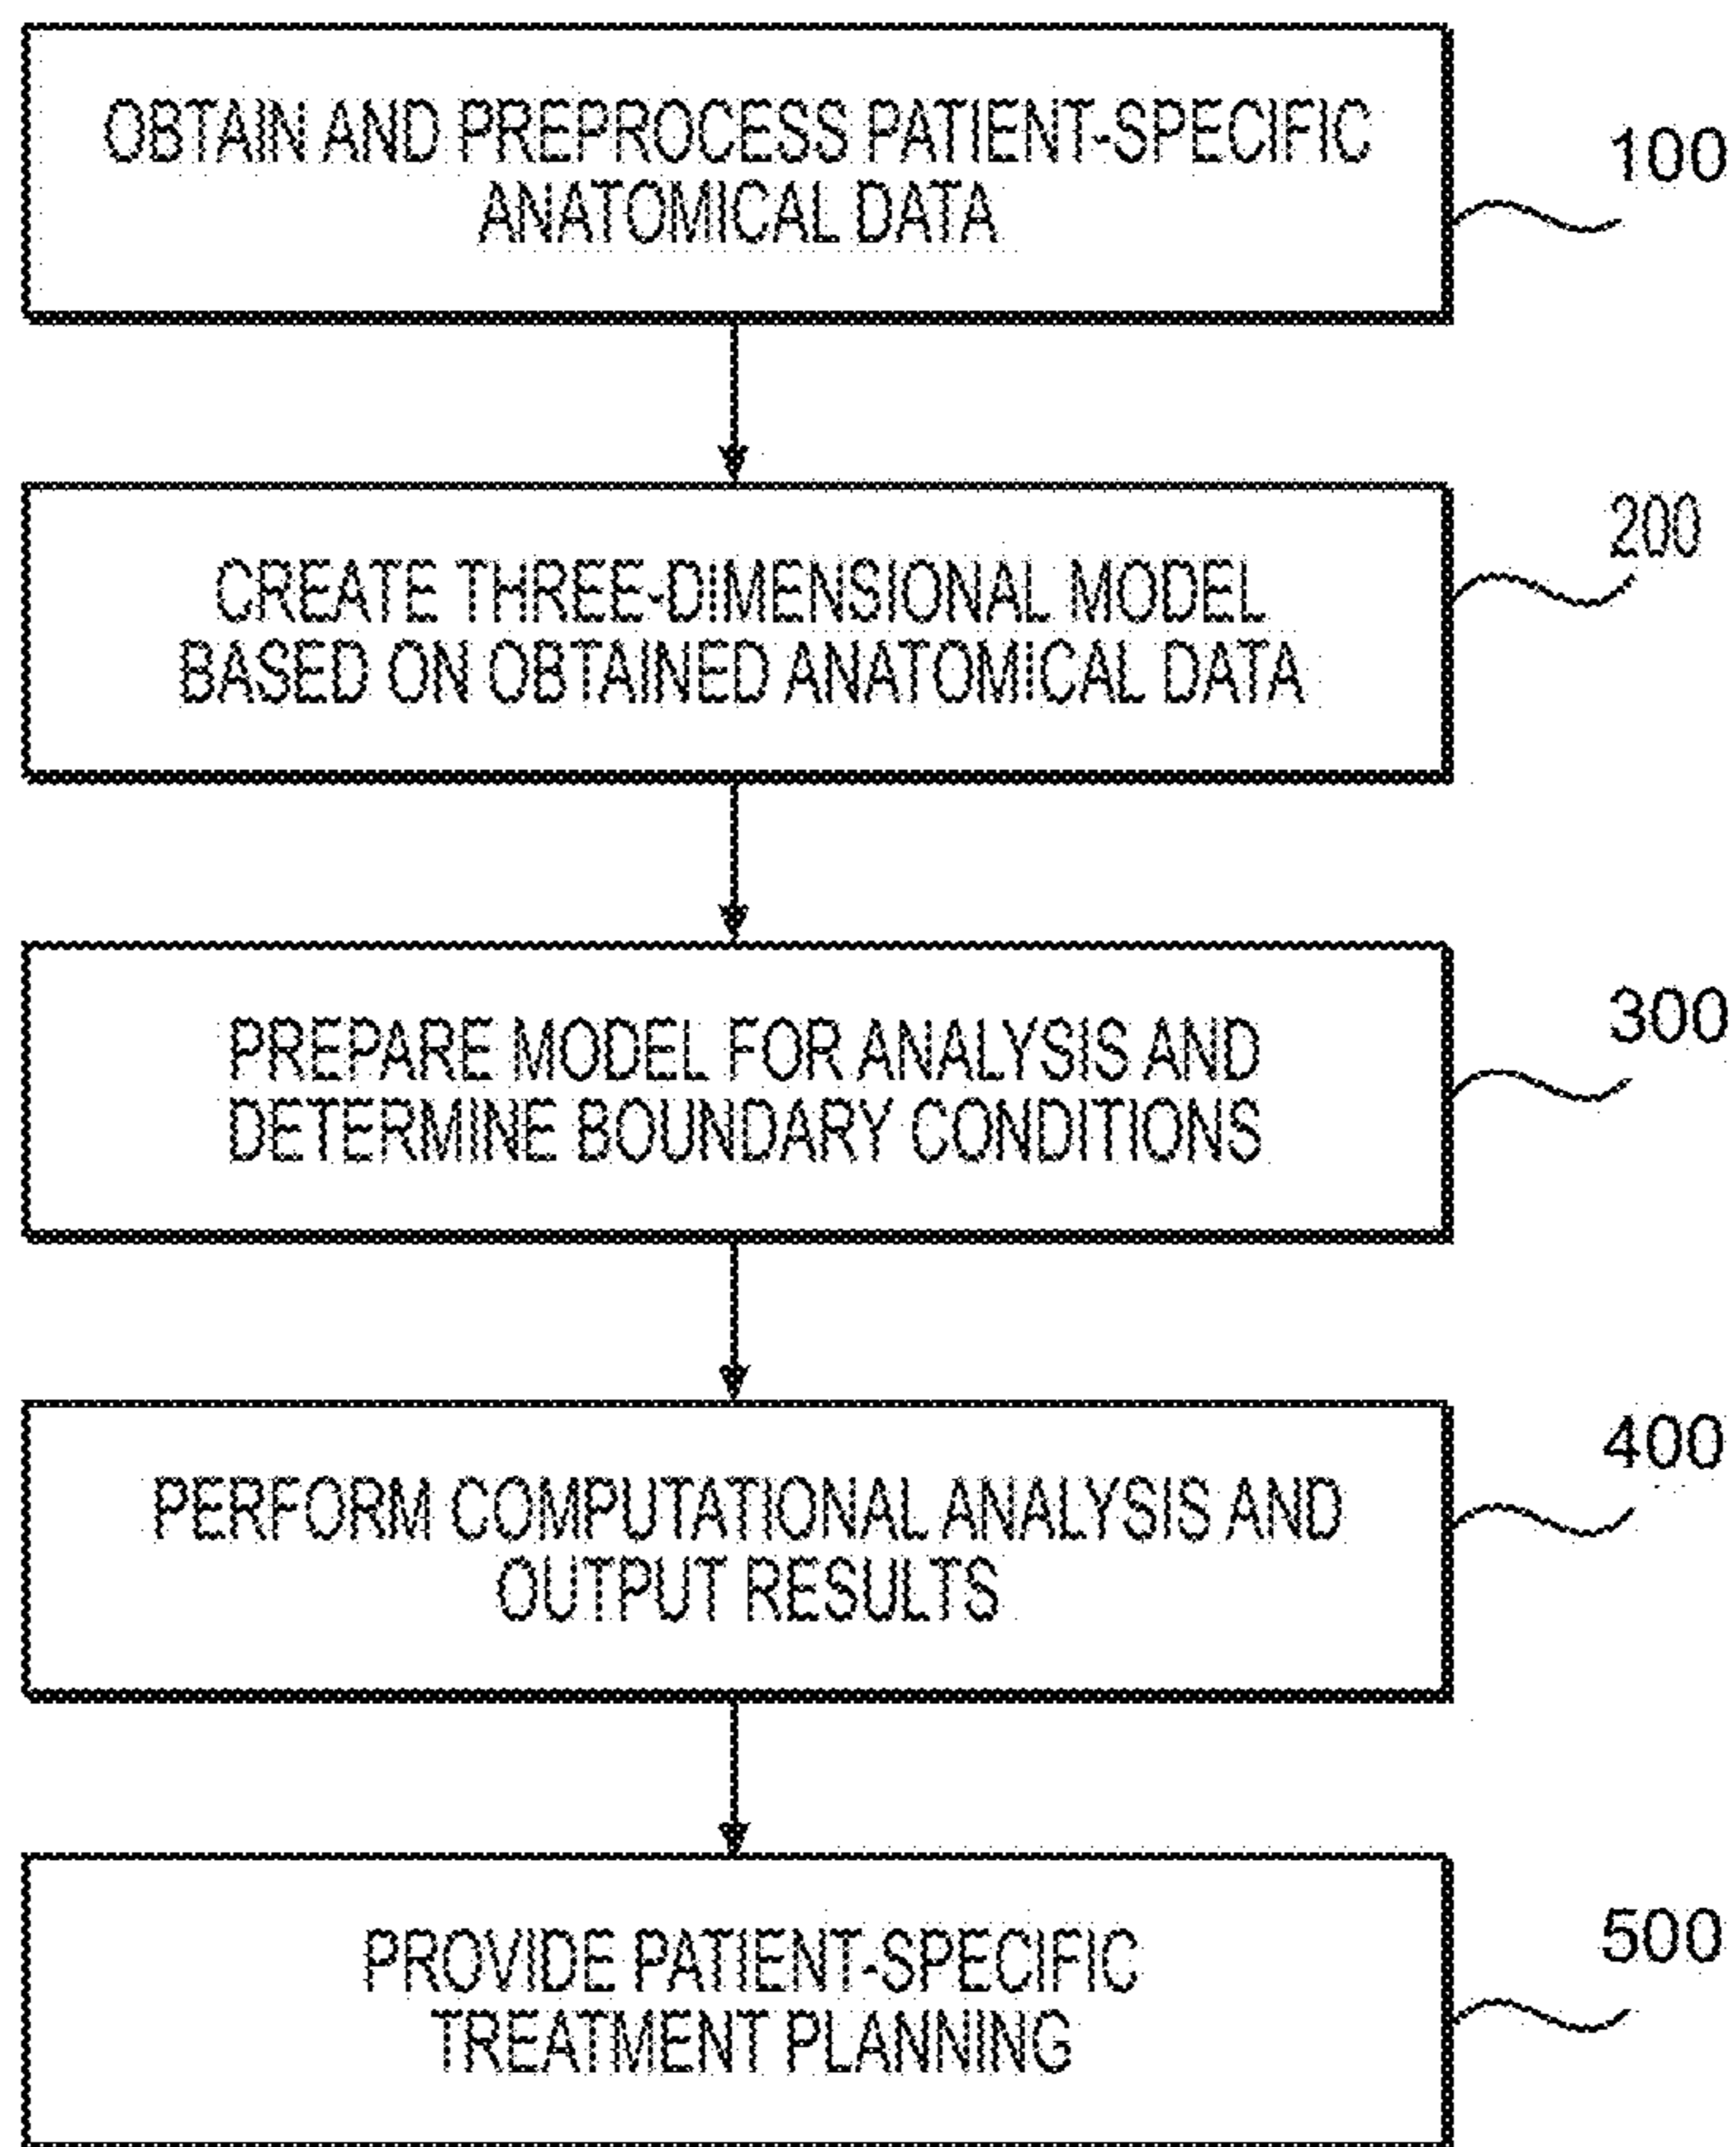 OBTAIN AND PREPROCESS PATIENT-SPECIFIC
ANATOMICAL DATA
100
CREATE THREE-DIMENSIONAL MODEL
BASED ON OBTAINED ANATOMICAL DATA
200
PREPARE MODEL FOR ANALYSIS AND
DETERMINE BOUNDARY CONDITIONS
300
PERFORM COMPUTATIONAL ANALYSIS AND
OUTPUT RESULTS
400
PROVIDE PATIENT-SPECIFIC
TREATMENT PLANNING
500